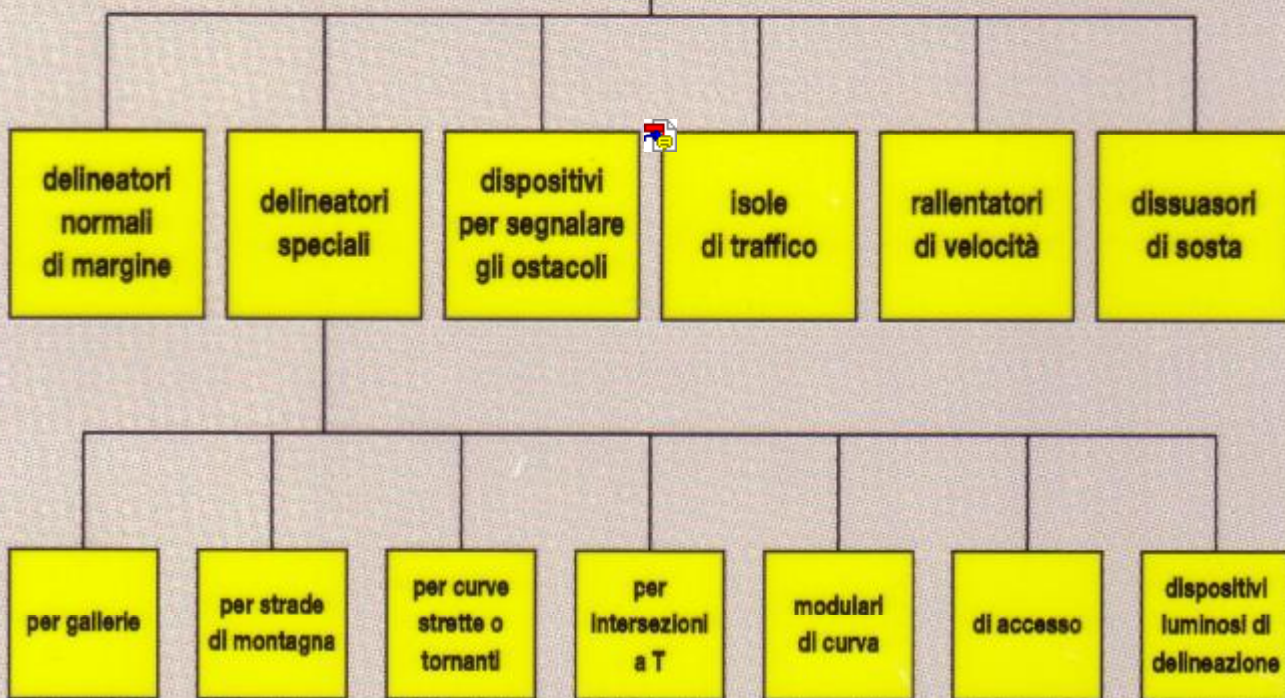 delineatori
normali
di margine
delineatori
speciali
dispositivi
per segnalare
gli ostacoli
isole
di traffico
rallentatori
di velocità
dissuasori
di sosta
per gallerie
per strade
di montagna
per curve
strette o
tornanti
per
intersezioni
a T
modulari
di curva
di accesso
dispositivi
luminosi di
delineazione